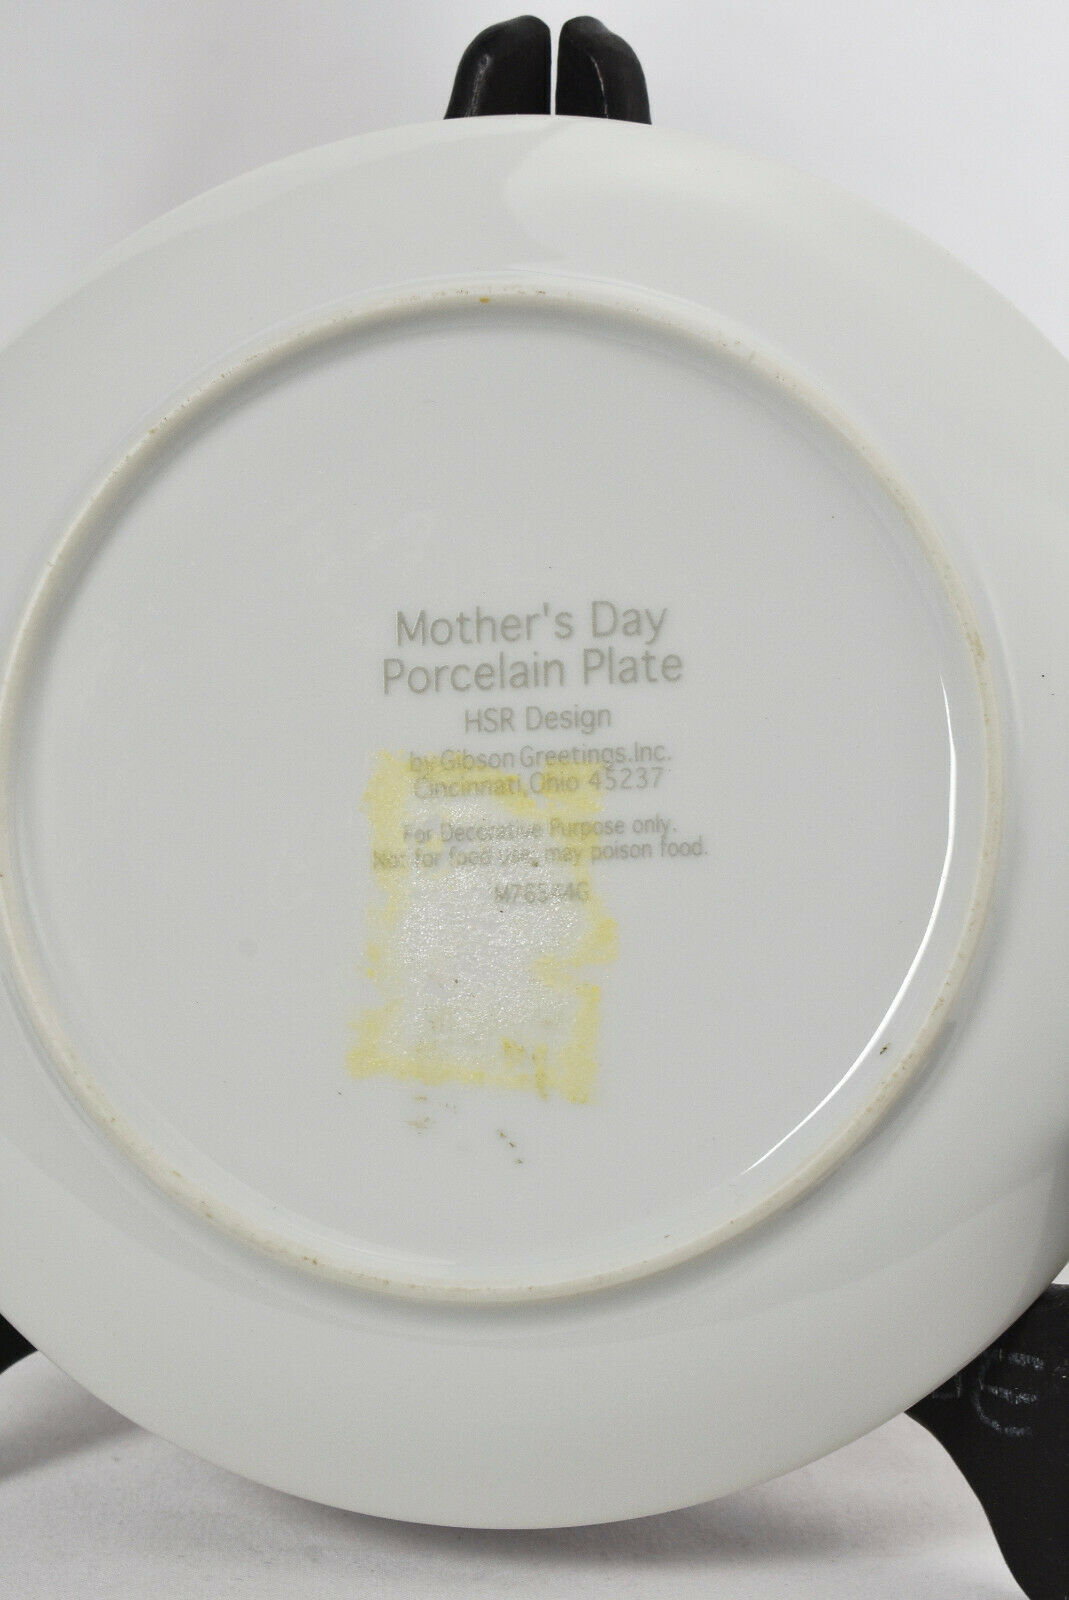 Mother's Day
Porcelain Plate
HSR Design
by Gibson Greetings.Inc.
Cincinnati,Ohio 45237
For Decorative Purpose only.
Not for food use, may poison food.